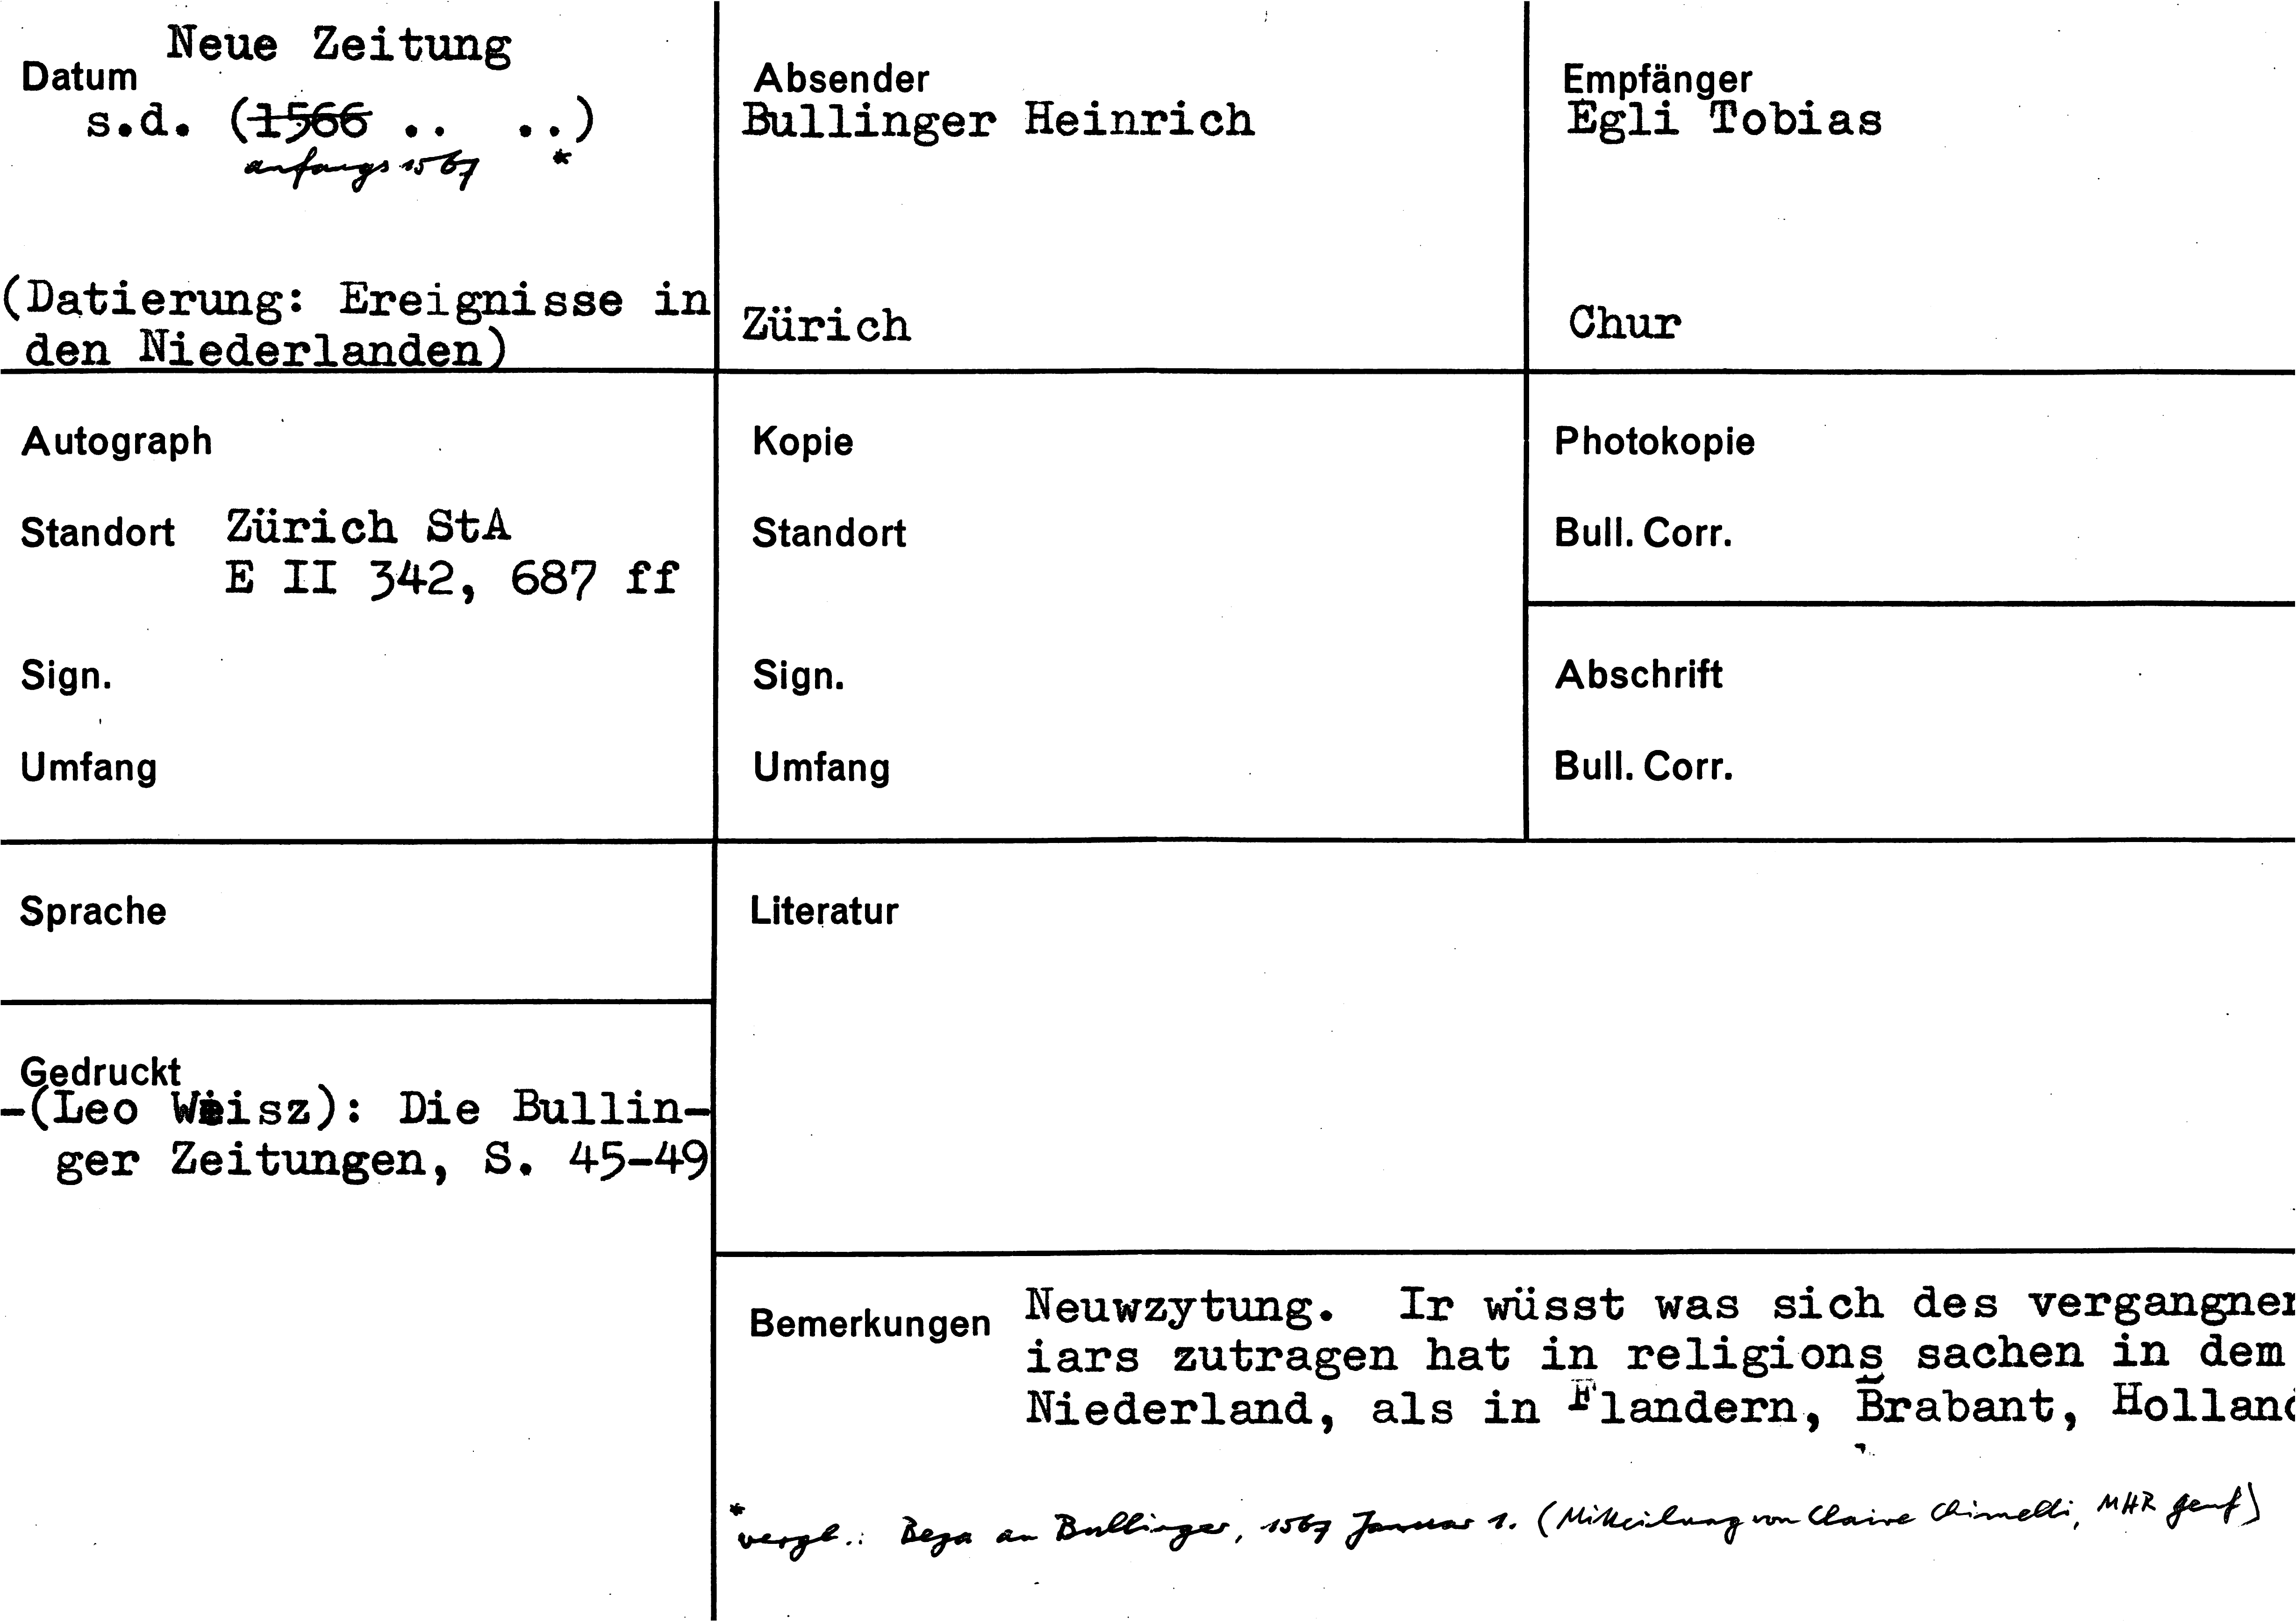 Neue Zeitung
Datum
s.d. (1566 .. ..)
anfangs 1567 *
(Datierung: Ereignisse in
den Niederlanden)
Absender
Bullinger Heinrich
Zürich
Empfänger
Egli Tobias
Chur
Autograph
Standort Zürich StA
E II 342, 687 ff
Sign.
Umfang
Kopie
Standort
Sign.
Umfang
Photokopie
Bull. Corr.
Abschrift
Bull. Corr.
Sprache
Gedruckt
-(Leo Weisz): Die Bullin-
ger Zeitungen, S. 45-49
Literatur
Bemerkungen Neuwzytung. Ir wüsst was sich des vergangnen
iars zutragen hat in religions sachen in dem
Niederland, als in Flandern, Brabant, Holland
* vergl.: Beza an Bullinger, 1567 Januar 1. (Mitteilung von Claire Chimelli, MHR Genf)